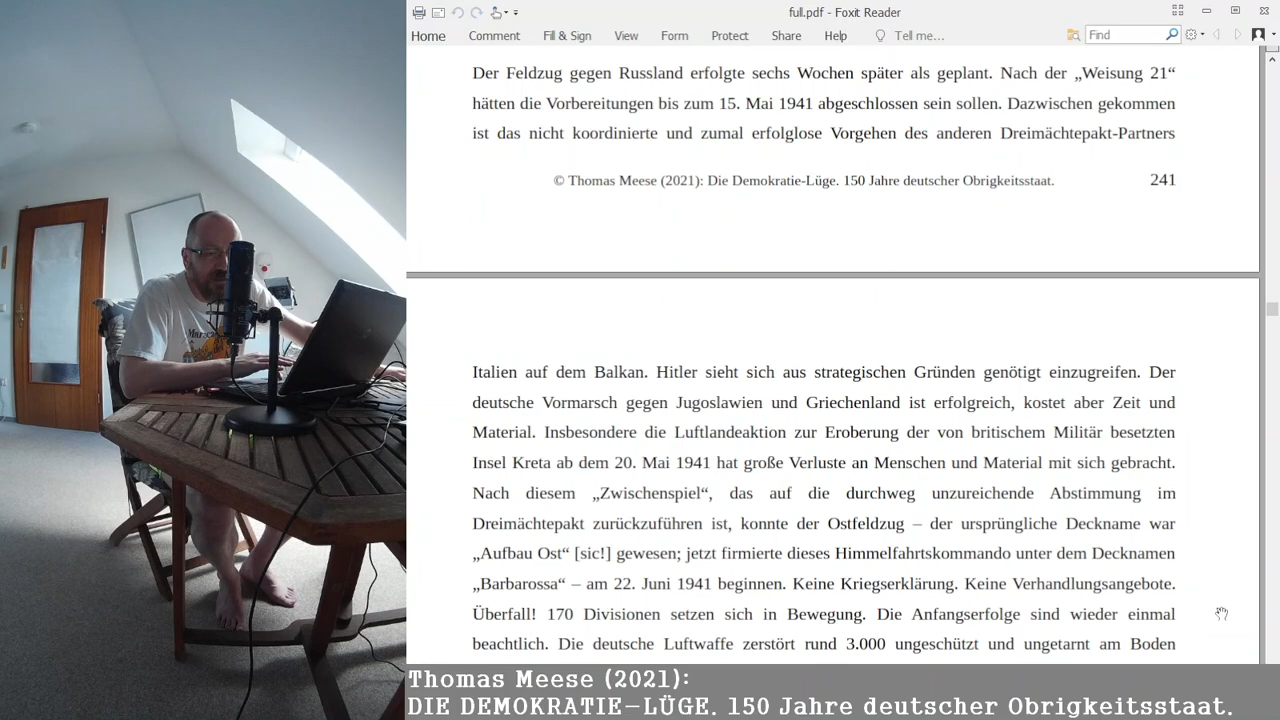 full.pdf - Foxit Reader
Home Comment Fill & Sign View Form Protect Share Help Tell me… Find
Der Feldzug gegen Russland erfolgte sechs Wochen später als geplant. Nach der „Weisung 21“
hätten die Vorbereitungen bis zum 15. Mai 1941 abgeschlossen sein sollen. Dazwischen gekommen
ist das nicht koordinierte und zumal erfolglose Vorgehen des anderen Dreimächtepakt-Partners
© Thomas Meese (2021): Die Demokratie-Lüge. 150 Jahre deutscher Obrigkeitsstaat. 241
Italien auf dem Balkan. Hitler sieht sich aus strategischen Gründen genötigt einzugreifen. Der
deutsche Vormarsch gegen Jugoslawien und Griechenland ist erfolgreich, kostet aber Zeit und
Material. Insbesondere die Luftlandeaktion zur Eroberung der von britischem Militär besetzten
Insel Kreta ab dem 20. Mai 1941 hat große Verluste an Menschen und Material mit sich gebracht.
Nach diesem „Zwischenspiel“, das auf die durchweg unzureichende Abstimmung im
Dreimächtepakt zurückzuführen ist, konnte der Ostfeldzug – der ursprüngliche Deckname war
„Aufbau Ost“ [sic!] gewesen; jetzt firmierte dieses Himmelfahrtskommando unter dem Decknamen
„Barbarossa“ – am 22. Juni 1941 beginnen. Keine Kriegserklärung. Keine Verhandlungsangebote.
Überfall! 170 Divisionen setzen sich in Bewegung. Die Anfangserfolge sind wieder einmal
beachtlich. Die deutsche Luftwaffe zerstört rund 3.000 ungeschützt und ungetarnt am Boden
Thomas Meese (2021):
DIE DEMOKRATIE-LÜGE. 150 Jahre deutscher Obrigkeitsstaat.